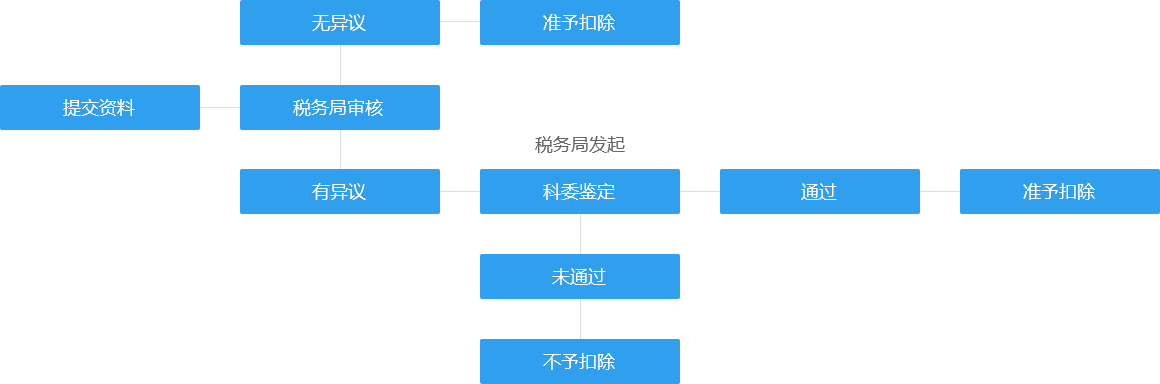 无异议
准予扣除
提交资料
税务局审核
税务局发起
有异议
科委鉴定
通过
准予扣除
未通过
不予扣除